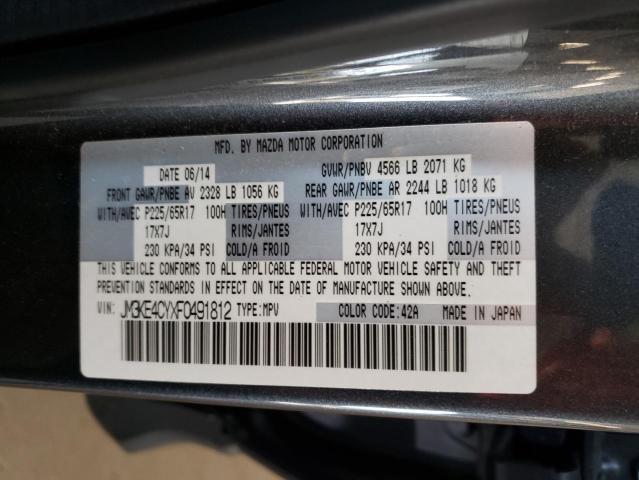 MFD. BY MAZDA MOTOR CORPORATION
DATE 06/14 GVWR/PNBV 4566 LB 2071 KG
FRONT GAWR/PNBE AV 2328 LB 1056 KG REAR GAWR/PNBE AR 2244 LB 1018 KG
WITH/AVEC P225/65R17 100H TIRES/PNEUS WITH/AVEC P225/65R17 100H TIRES/PNEUS
17X7J RIMS/JANTES 17X7J RIMS/JANTES
230 KPA/34 PSI COLD/A FROID 230 KPA/34 PSI COLD/A FROID
THIS VEHICLE CONFORMS TO ALL APPLICABLE FEDERAL MOTOR VEHICLE SAFETY AND THEFT
PREVENTION STANDARDS IN EFFECT ON THE DATE OF MANUFACTURE SHOWN ABOVE.
VIN: JM3KE4CYXF0491812 TYPE:MPV COLOR CODE:42A MADE IN JAPAN